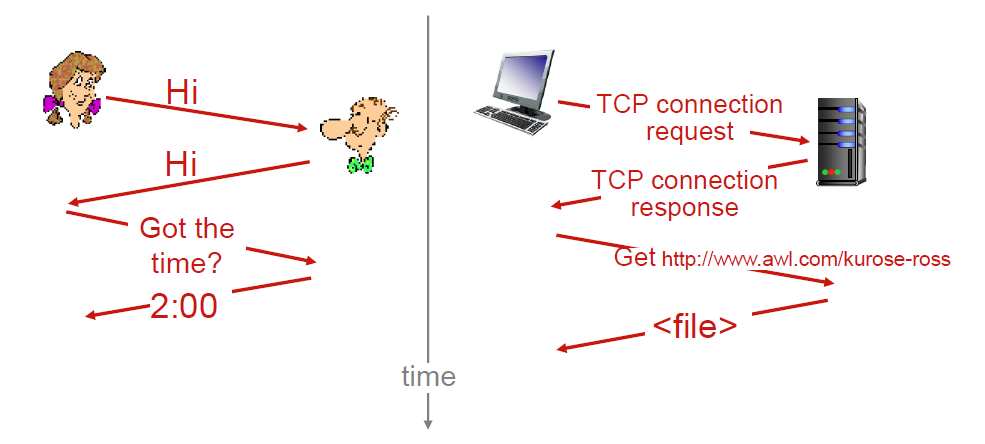 Hi
Hi
Got the
time?
2:00
TCP connection
request
TCP connection
response
Get http://www.awl.com/kurose-ross
<file>
time